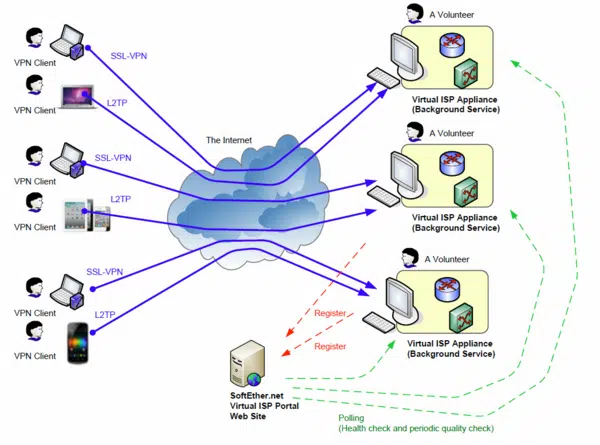 A Volunteer
VPN Client
SSL-VPN
VPN Client
L2TP
Virtual ISP Appliance
(Background Service)
The Internet
A Volunteer
VPN Client
SSL-VPN
VPN Client
L2TP
Virtual ISP Appliance
(Background Service)
A Volunteer
VPN Client
SSL-VPN
VPN Client
L2TP
Register
Register
Virtual ISP Appliance
(Background Service)
SoftEther.net
Virtual ISP Portal
Web Site
Polling
(Health check and periodic quality check)